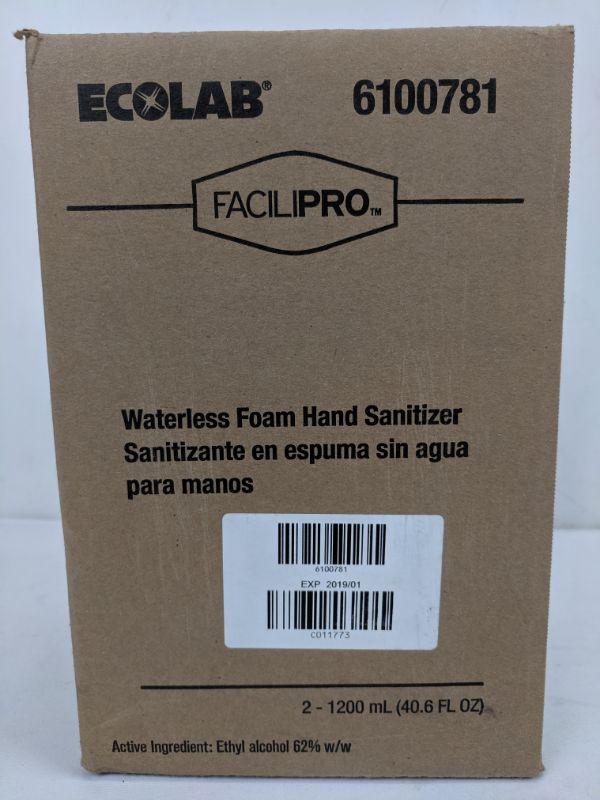 ECOLAB® 6100781
FACILIPRO™
Waterless Foam Hand Sanitizer
Sanitizante en espuma sin agua
para manos
6100781
EXP 2019/01
C011773
2 - 1200 mL (40.6 FL OZ)
Active Ingredient: Ethyl alcohol 62% w/w